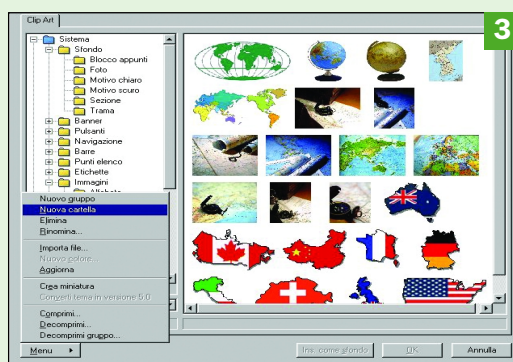 Clip Art
3
Sistema
Sfondo
Blocco appunti
Foto
Motivo chiaro
Motivo scuro
Sezione
Trama
Banner
Pulsanti
Navigazione
Barre
Punti elenco
Etichette
Immagini
Nuovo gruppo
Nuova cartella
Elimina
Rinomina...
Importa file...
Nuovo colore...
Aggiorna
Crea miniatura
Converti tema in versione 5.0
Comprimi...
Decomprimi...
Decomprimi gruppo...
Menu
Ins. come sfondo
OK
Annulla